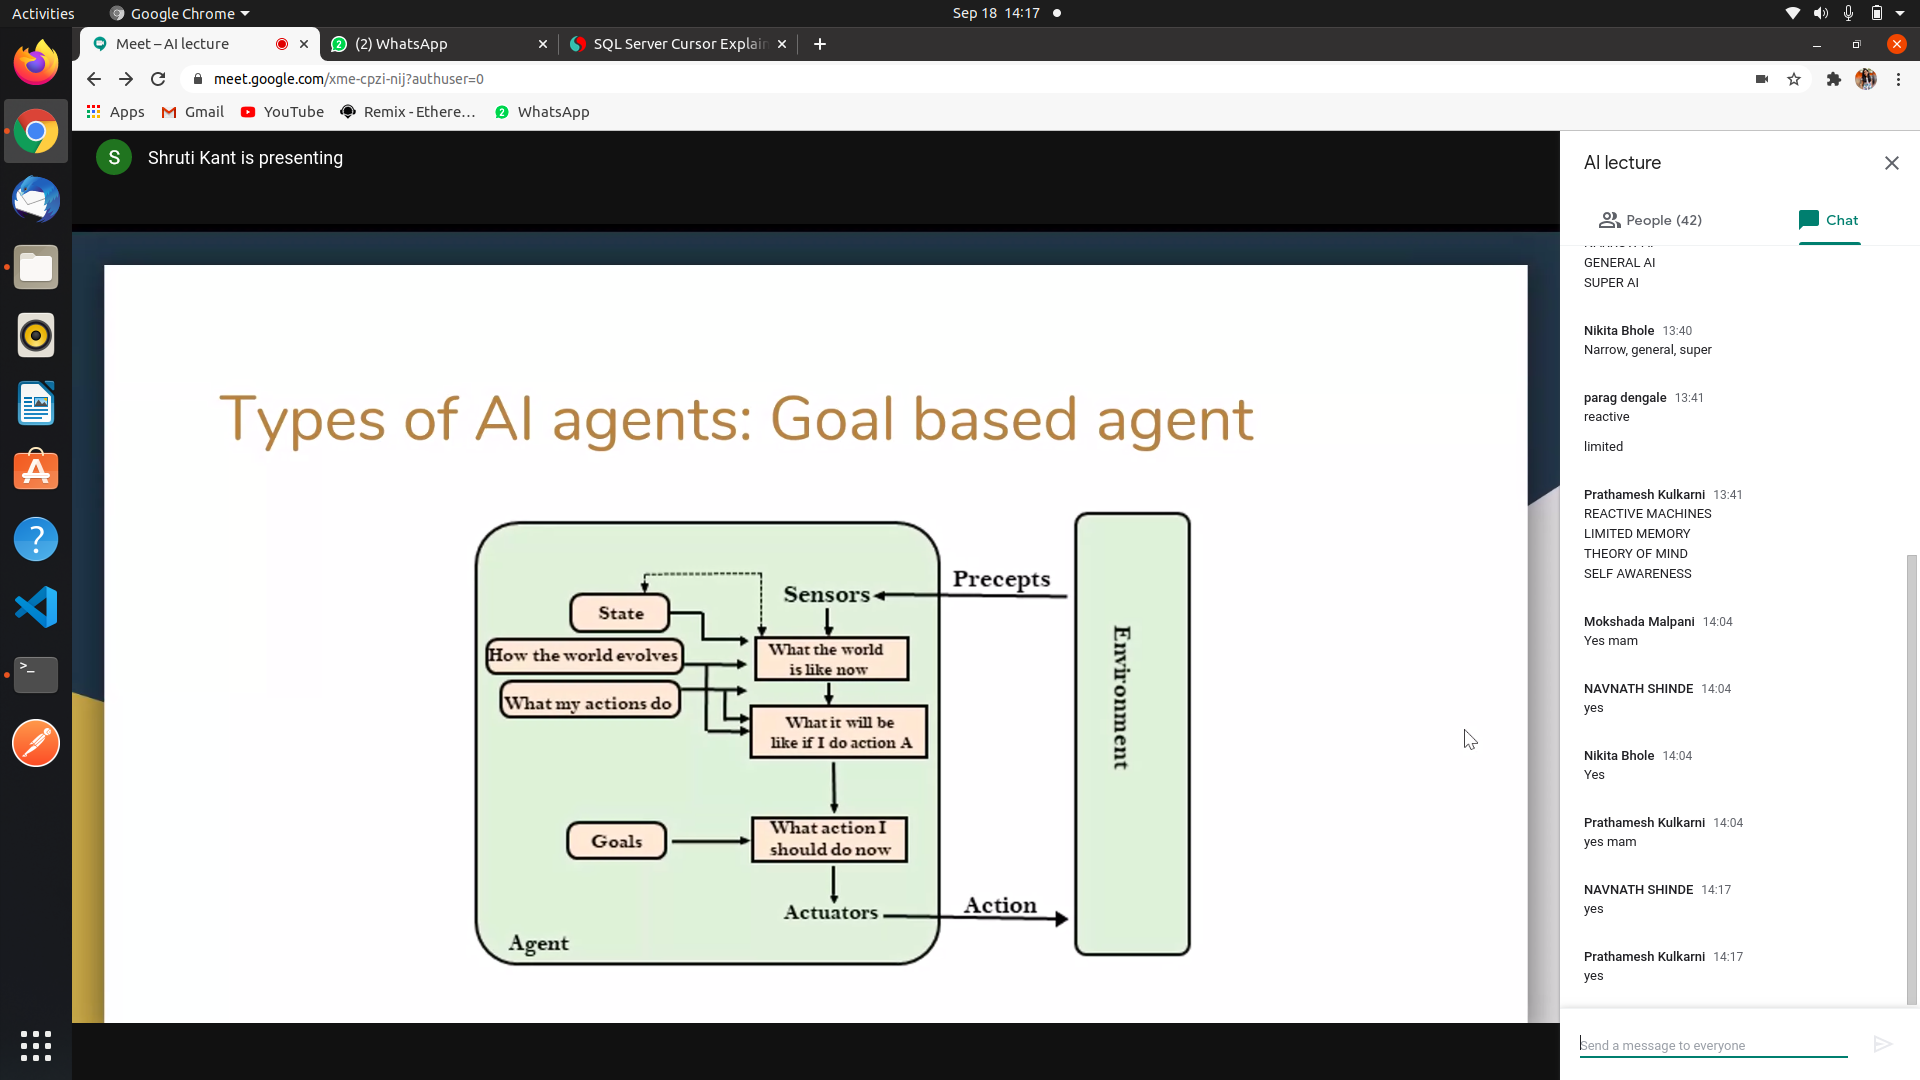 Activities
Google Chrome
Sep 18 14:17
Meet – AI lecture
(2) WhatsApp
SQL Server Cursor Explain
meet.google.com/xme-cpzi-nij?authuser=0
Apps
Gmail
YouTube
Remix - Ethere…
WhatsApp
S
Shruti Kant is presenting
Types of AI agents: Goal based agent
Precepts
Sensors
State
What the world
is like now
How the world evolves
What my actions do
What it will be
like if I do action A
Environment
Goals
What action I
should do now
Actuators
Action
Agent
AI lecture
People (42)
Chat
GENERAL AI
SUPER AI
Nikita Bhole 13:40
Narrow, general, super
parag dengale 13:41
reactive
limited
Prathamesh Kulkarni 13:41
REACTIVE MACHINES
LIMITED MEMORY
THEORY OF MIND
SELF AWARENESS
Mokshada Malpani 14:04
Yes mam
NAVNATH SHINDE 14:04
yes
Nikita Bhole 14:04
Yes
Prathamesh Kulkarni 14:04
yes mam
NAVNATH SHINDE 14:17
yes
Prathamesh Kulkarni 14:17
yes
Send a message to everyone